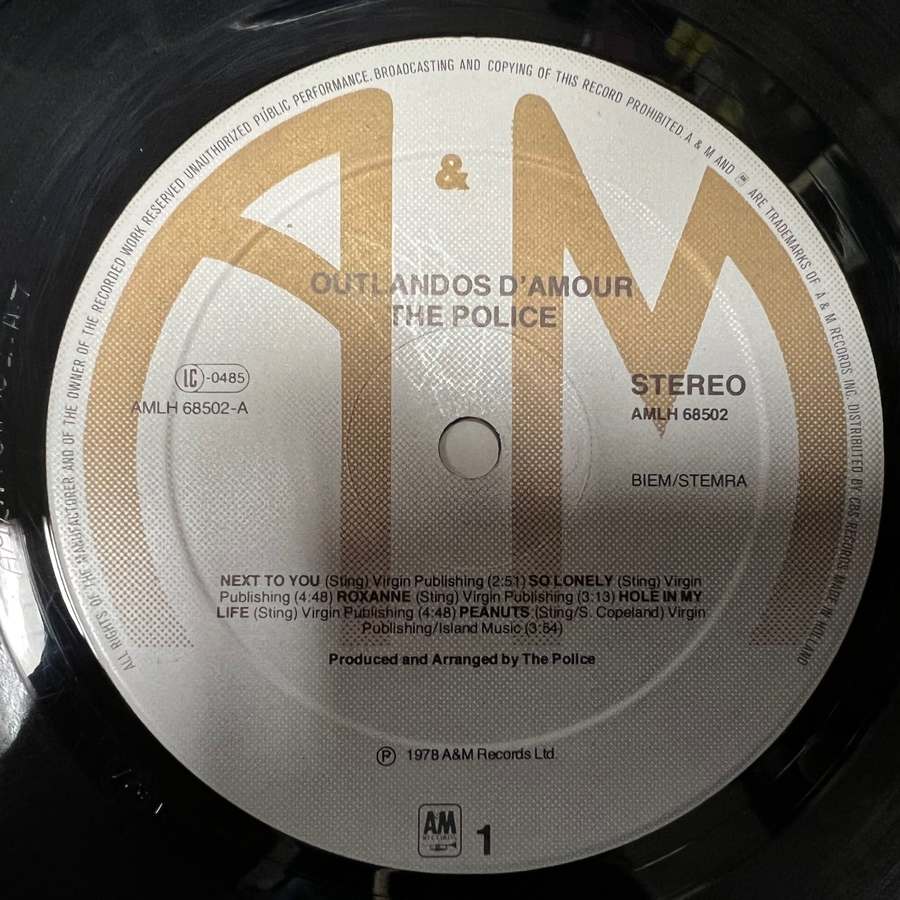 ALL RIGHTS OF THE MANUFACTURER AND OF THE OWNER OF THE RECORDED WORK RESERVED UNAUTHORIZED PUBLIC PERFORMANCE, BROADCASTING AND COPYING OF THIS RECORD PROHIBITED. A & M AND ARE TRADEMARKS OF A & M RECORDS INC. DISTRIBUTED BY CBS RECORDS MADE IN HOLLAND
A & M
OUTLANDOS D'AMOUR
THE POLICE
LC-0485
AMLH 68502-A
STEREO
AMLH 68502
BIEM/STEMRA
NEXT TO YOU (Sting) Virgin Publishing (2:51) SO LONELY (Sting) Virgin
Publishing (4:48) ROXANNE (Sting) Virgin Publishing (3:13) HOLE IN MY
LIFE (Sting) Virgin Publishing (4:48) PEANUTS (Sting/S. Copeland) Virgin
Publishing/Island Music (3:54)
Produced and Arranged by The Police
℗ 1978 A&M Records Ltd.
AM
RECORDS
1